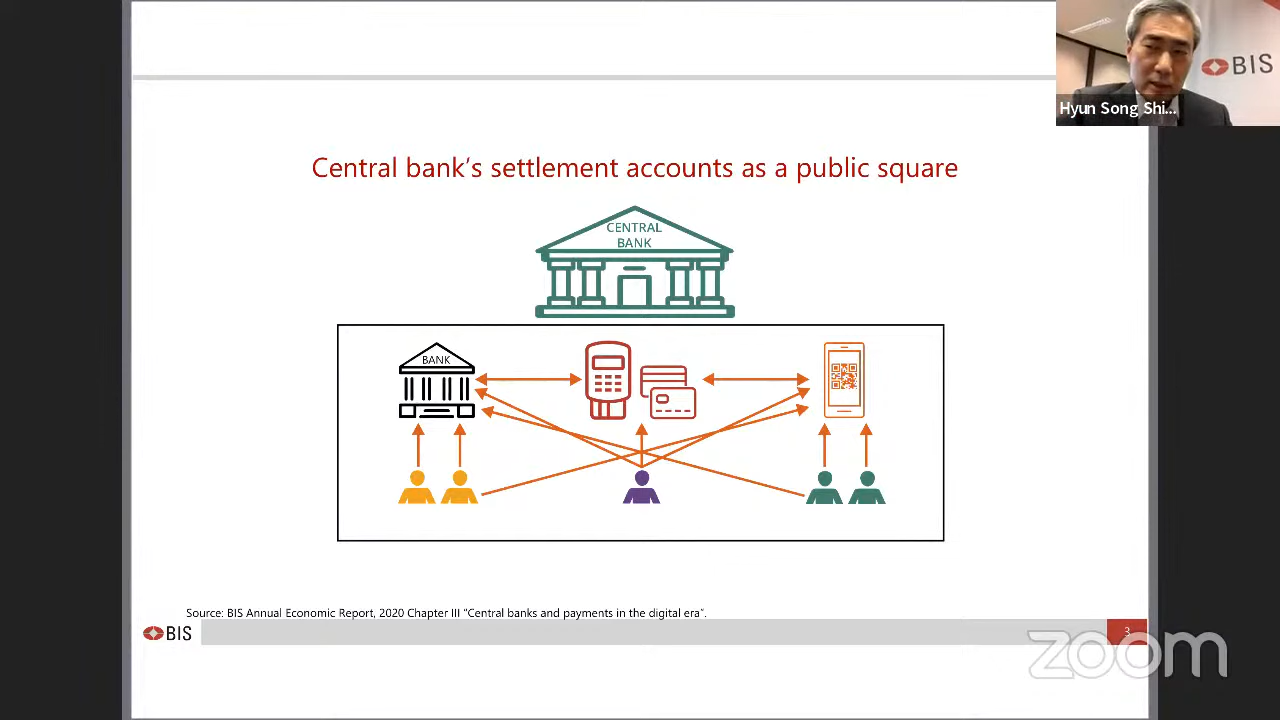 BIS
Hyun Song Shi...
Central bank's settlement accounts as a public square
CENTRAL
BANK
BANK
Source: BIS Annual Economic Report, 2020 Chapter III “Central banks and payments in the digital era”.
BIS
3
zoom